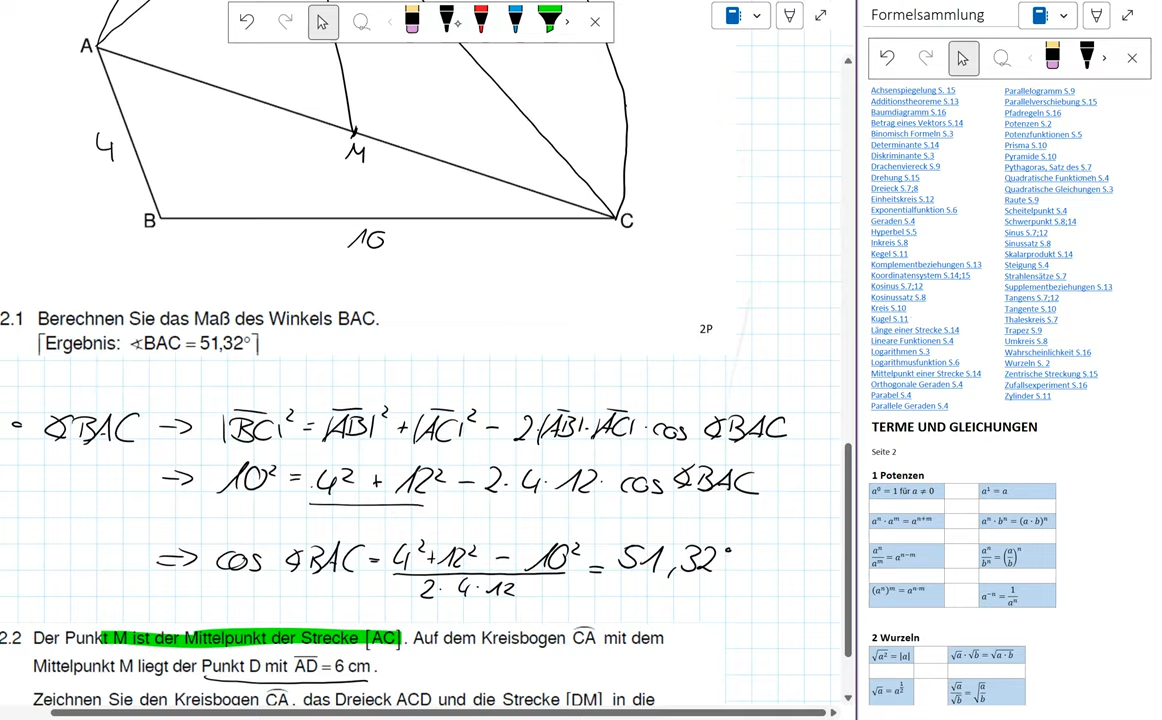 Formelsammlung
A
4
M
B
C
10
2.1 Berechnen Sie das Maß des Winkels BAC.
2P
⌈Ergebnis: ∢BAC = 51,32°⌉
• ∢BAC → |BC|² = |AB|² + |AC|² − 2·|AB|·|AC| · cos ∢BAC
→ 10² = 4² + 12² − 2·4·12· cos ∢BAC
=> cos ∢BAC = (4²+12² − 10²)/(2·4·12) = 51,32°
2.2 Der Punkt M ist der Mittelpunkt der Strecke [AC]. Auf dem Kreisbogen CA mit dem
Mittelpunkt M liegt der Punkt D mit AD = 6 cm.
Zeichnen Sie den Kreisbogen CA, das Dreieck ACD und die Strecke [DM] in die
Achsenspiegelung S. 15
Additionstheoreme S.13
Baumdiagramm S.16
Betrag eines Vektors S.14
Binomisch Formeln S.3
Determinante S.14
Diskriminante S.3
Drachenviereck S.9
Drehung S.15
Dreieck S.7;8
Einheitskreis S.12
Exponentialfunktion S.6
Geraden S.4
Hyperbel S.5
Inkreis S.8
Kegel S.11
Komplementbeziehungen S.13
Koordinatensystem S.14;15
Kosinus S.7;12
Kosinussatz S.8
Kreis S.10
Kugel S.11
Länge einer Strecke S.14
Lineare Funktionen S.4
Logarithmen S.3
Logarithmusfunktion S.6
Mittelpunkt einer Strecke S.14
Orthogonale Geraden S.4
Parabel S.4
Parallele Geraden S.4
Parallelogramm S.9
Parallelverschiebung S.15
Pfadregeln S.16
Potenzen S.2
Potenzfunktionen S.5
Prisma S.10
Pyramide S.10
Pythagoras, Satz des S.7
Quadratische Funktionen S.4
Quadratische Gleichungen S.3
Raute S.9
Scheitelpunkt S.4
Schwerpunkt S.8;14
Sinus S.7;12
Sinussatz S.8
Skalarprodukt S.14
Steigung S.4
Strahlensätze S.7
Supplementbeziehungen S.13
Tangens S.7;12
Tangente S.10
Thaleskreis S.7
Trapez S.9
Umkreis S.8
Wahrscheinlichkeit S.16
Wurzeln S. 2
Zentrische Streckung S.15
Zufallsexperiment S.16
Zylinder S.11
TERME UND GLEICHUNGEN
Seite 2
1 Potenzen
a⁰ = 1 für a ≠ 0 a¹ = a
aⁿ · aᵐ = aⁿ⁺ᵐ aⁿ · bⁿ = (a · b)ⁿ
aⁿ/aᵐ = aⁿ⁻ᵐ aⁿ/bⁿ = (a/b)ⁿ
(aⁿ)ᵐ = aⁿ·ᵐ a⁻ⁿ = 1/aⁿ
2 Wurzeln
√a² = |a| √a · √b = √a · b
√a = a^(1/2) √a/√b = √(a/b)